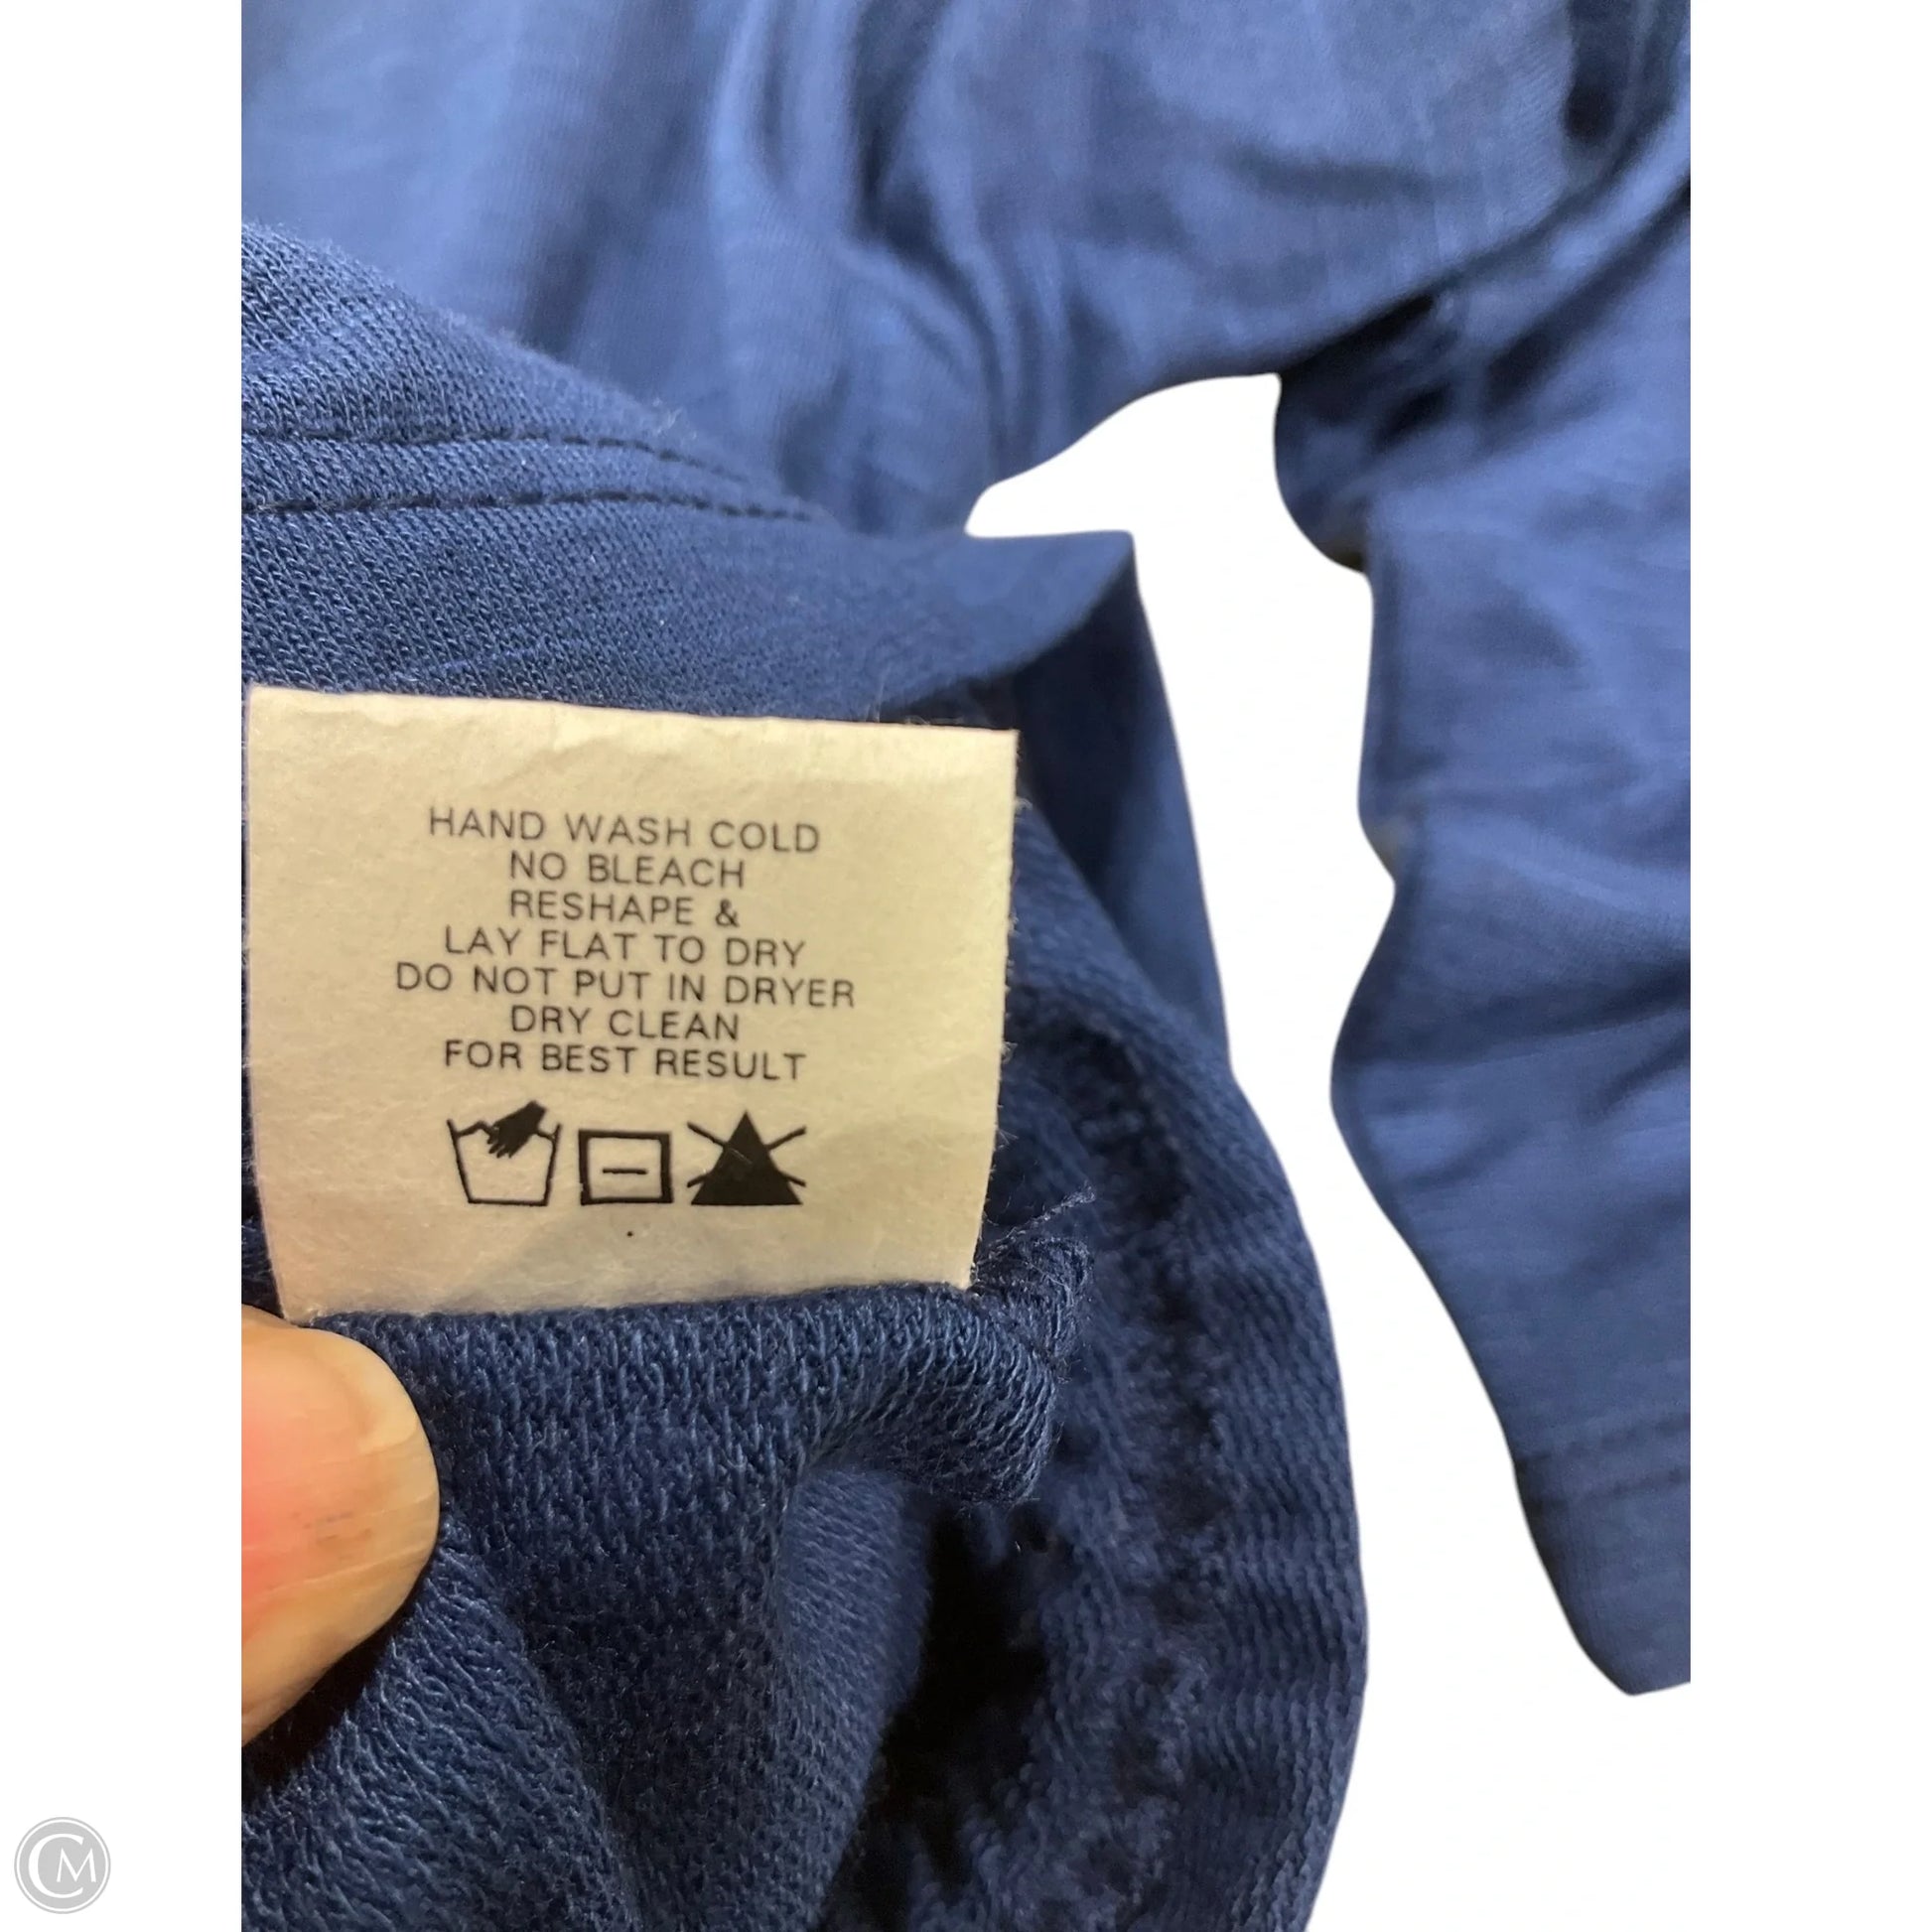 HAND WASH COLD
NO BLEACH
RESHAPE &
LAY FLAT TO DRY
DO NOT PUT IN DRYER
DRY CLEAN
FOR BEST RESULT
CM